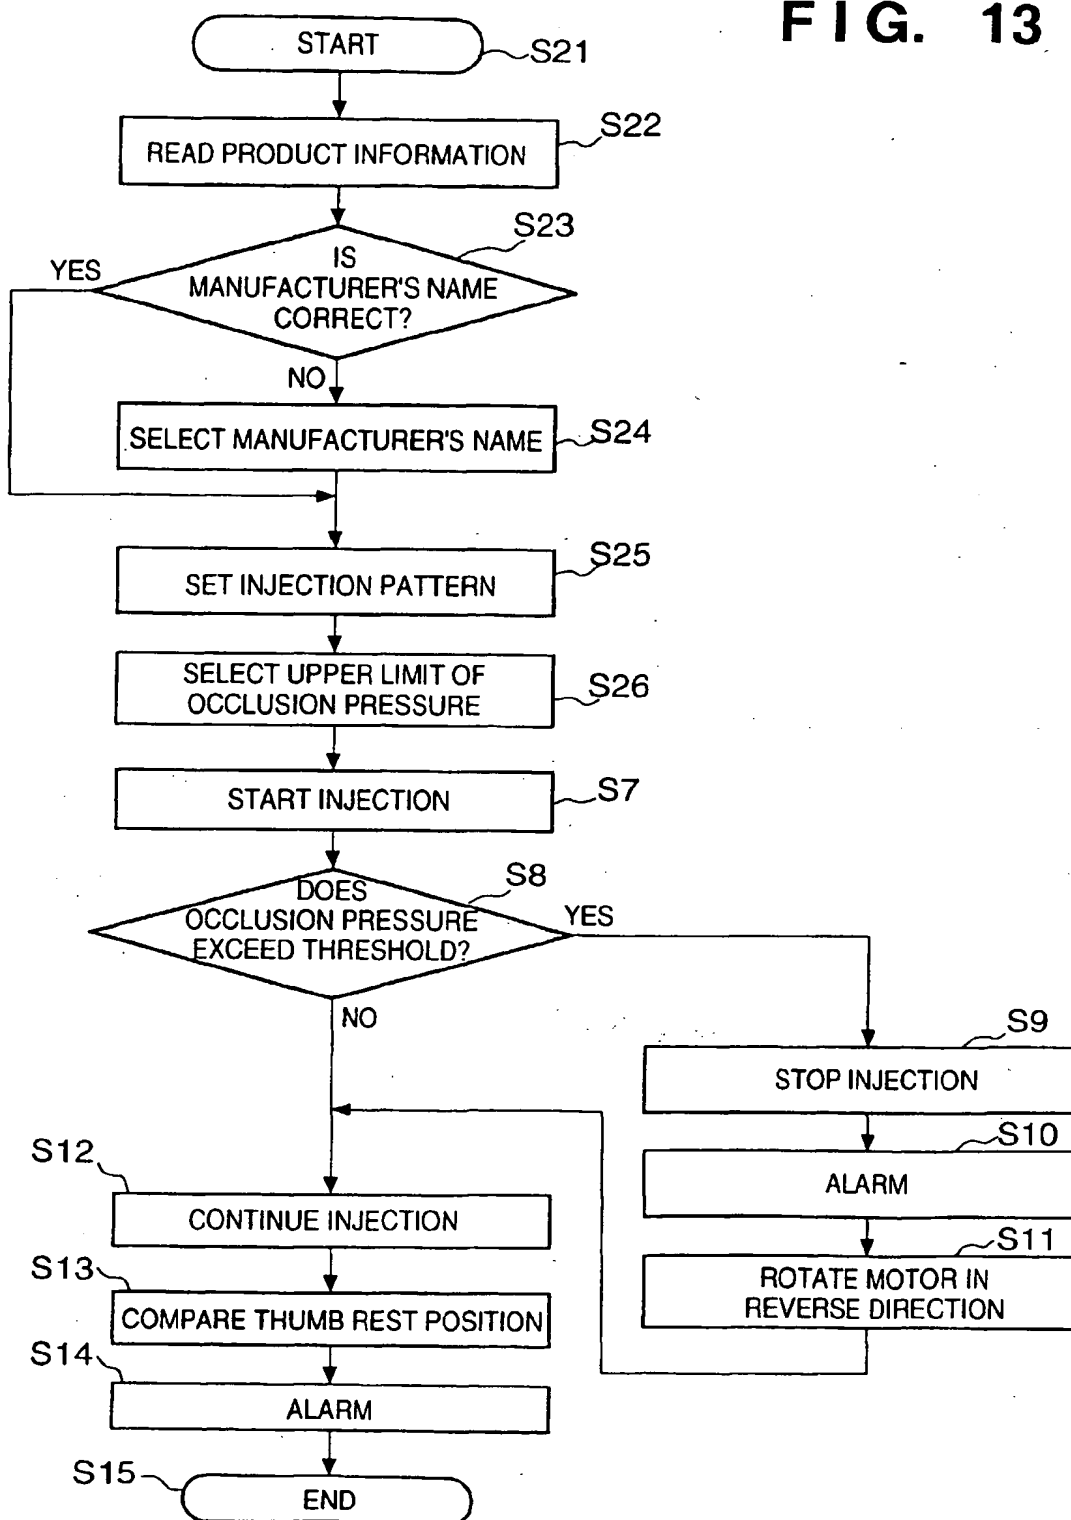 FIG. 13
START
S21
READ PRODUCT INFORMATION
S22
IS
MANUFACTURER'S NAME
CORRECT?
S23
YES
NO
SELECT MANUFACTURER'S NAME
S24
SET INJECTION PATTERN
S25
SELECT UPPER LIMIT OF
OCCLUSION PRESSURE
S26
START INJECTION
S7
DOES
OCCLUSION PRESSURE
EXCEED THRESHOLD?
S8
YES
NO
STOP INJECTION
S9
ALARM
S10
ROTATE MOTOR IN
REVERSE DIRECTION
S11
S12
CONTINUE INJECTION
S13
COMPARE THUMB REST POSITION
S14
ALARM
S15
END